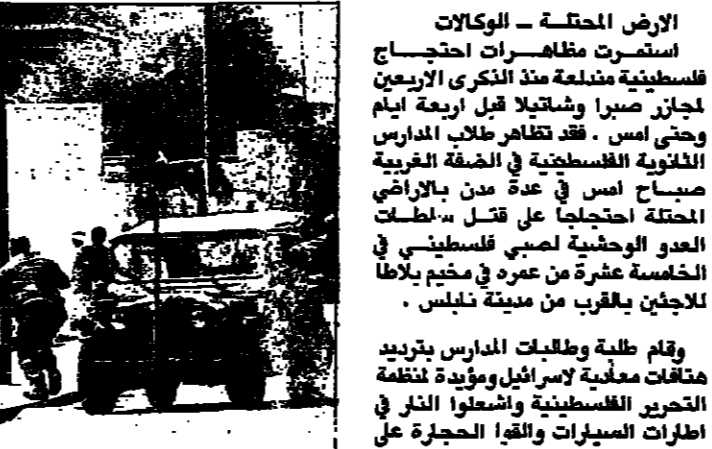 الارض المحتلة ــ الوكالات
استمرت مظاهرات احتجاج
فلسطينية مندلعة منذ الذكرى الاربعين
لمجازر صبرا وشاتيلا قبل اربعة ايام
وحتى امس . فقد تظاهر طلاب المدارس
الثانوية الفلسطينية في الضفة الغربية
صباح امس في عدة مدن بالاراضي
المحتلة احتجاجا على قتل سلطات
العدو الوحشية لصبي فلسطيني في
الخامسة عشرة من عمره في مخيم بلاطا
للاجئين بالقرب من مدينة نابلس .
وقام طلبة وطالبات المدارس بترديد
هتافات معادية لاسرائيل ومؤيدة لمنظمة
التحرير الفلسطينية واشعلوا النار في
اطارات السيارات والقوا الحجارة على